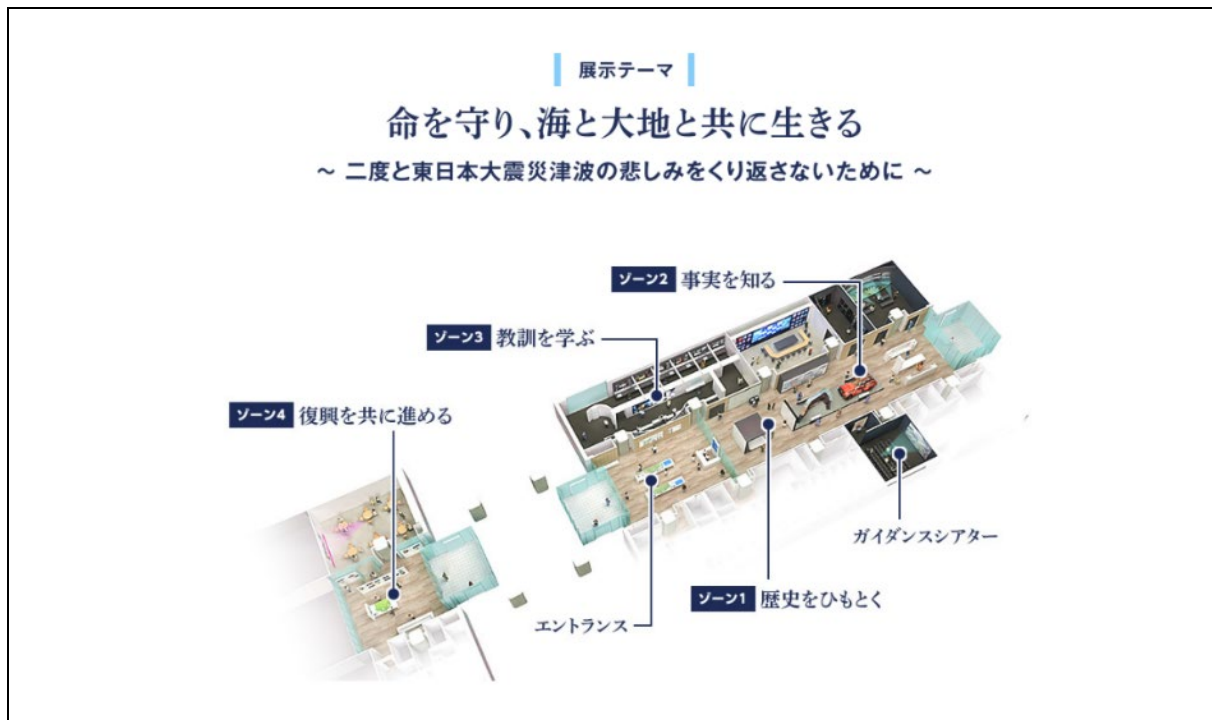 展示テーマ
命を守り、海と大地と共に生きる
～ 二度と東日本大震災津波の悲しみをくり返さないために ～
ゾーン2 事実を知る
ゾーン3 教訓を学ぶ
ゾーン4 復興を共に進める
ガイダンスシアター
ゾーン1 歴史をひもとく
エントランス